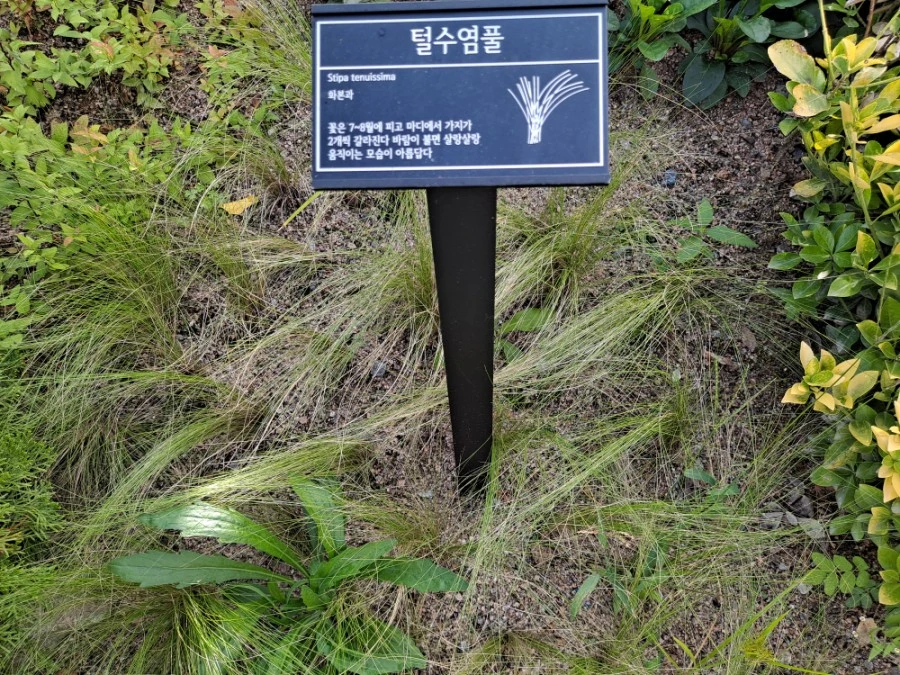 털수염풀
Stipa tenuissima
화본과
꽃은 7~8월에 피고 마디에서 가지가
2개씩 갈라진다 바람이 불면 살랑살랑
움직이는 모습이 아름답다